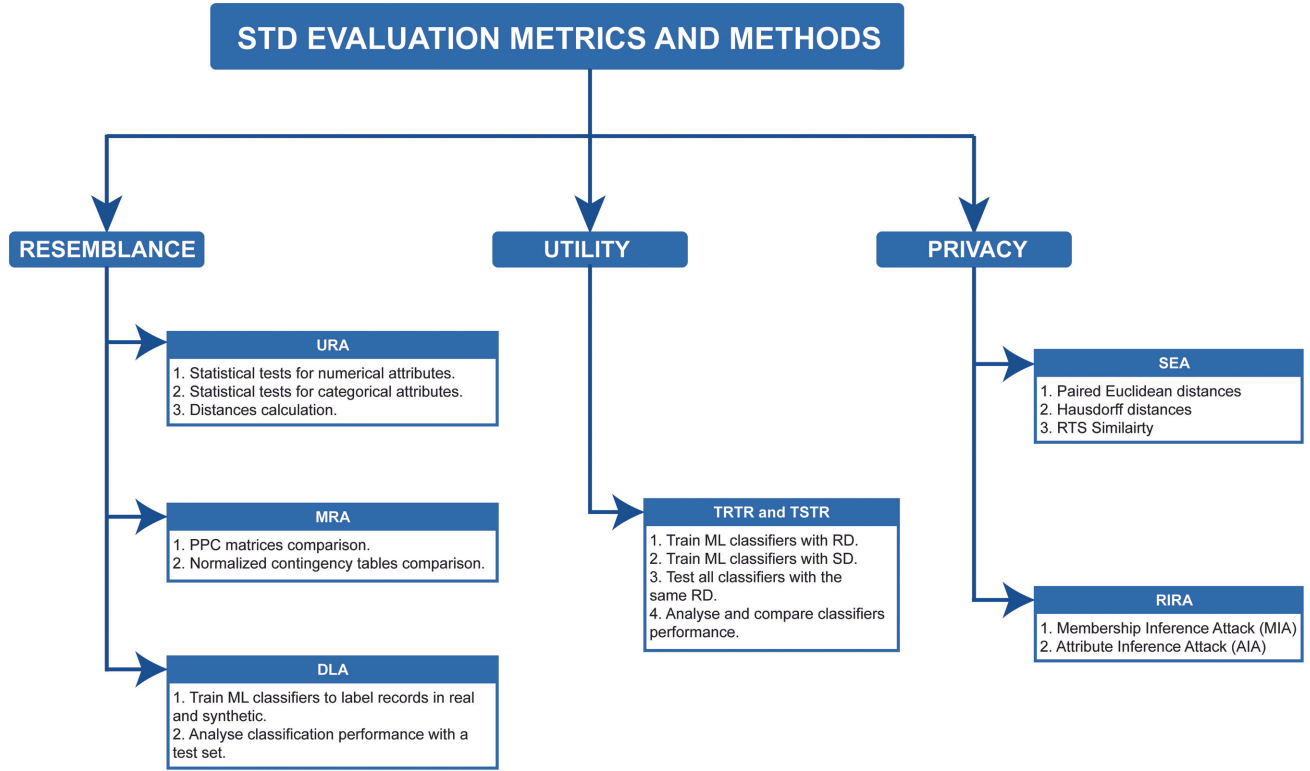 STD EVALUATION METRICS AND METHODS
RESEMBLANCE
URA
1. Statistical tests for numerical attributes.
2. Statistical tests for categorical attributes.
3. Distances calculation.
MRA
1. PPC matrices comparison.
2. Normalized contingency tables comparison.
DLA
1. Train ML classifiers to label records in real
and synthetic.
2. Analyse classification performance with a
test set.
UTILITY
TRTR and TSTR
1. Train ML classifiers with RD.
2. Train ML classifiers with SD.
3. Test all classifiers with the
same RD.
4. Analyse and compare classifiers
performance.
PRIVACY
SEA
1. Paired Euclidean distances
2. Hausdorff distances
3. RTS Similairty
RIRA
1. Membership Inference Attack (MIA)
2. Attribute Inference Attack (AIA)